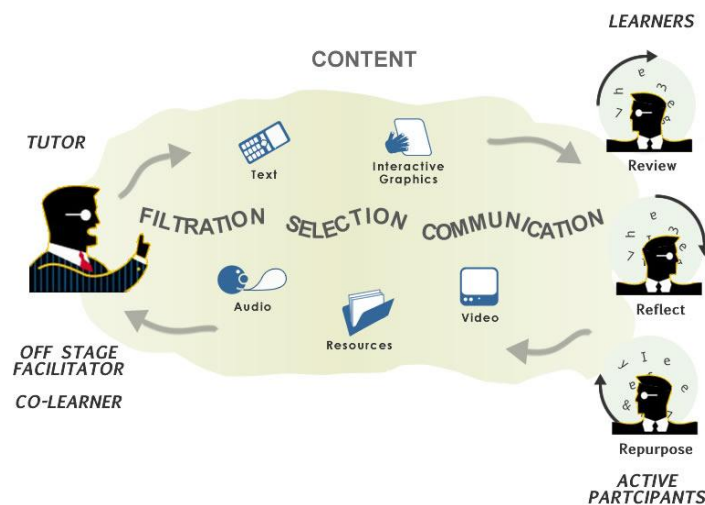 LEARNERS
CONTENT
TUTOR
Text
Interactive
Graphics
Review
FILTRATION SELECTION COMMUNICATION
Audio
Resources
Video
Reflect
OFF STAGE
FACILITATOR
CO-LEARNER
Repurpose
ACTIVE
PARTCIPANTS